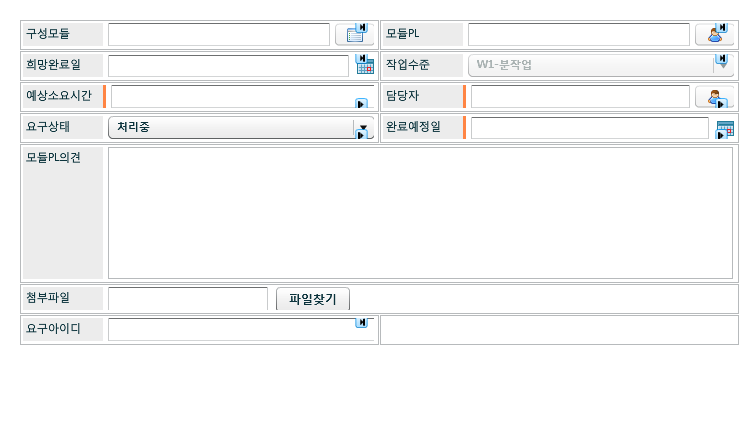 구성모듈 모듈PL
희망완료일 작업수준 W1-분작업
예상소요시간 담당자
요구상태 처리중 완료예정일
모듈PL의견
첨부파일 파일찾기
요구아이디